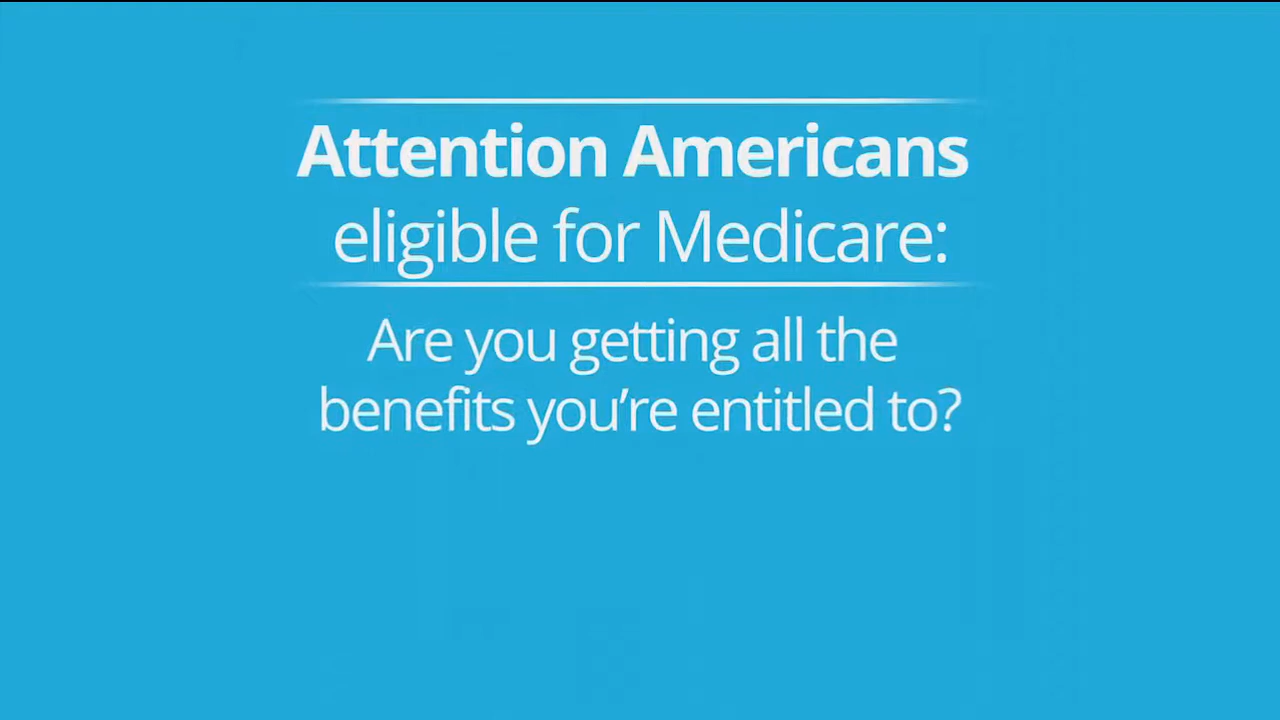 Attention Americans
eligible for Medicare:
Are you getting all the
benefits you’re entitled to?